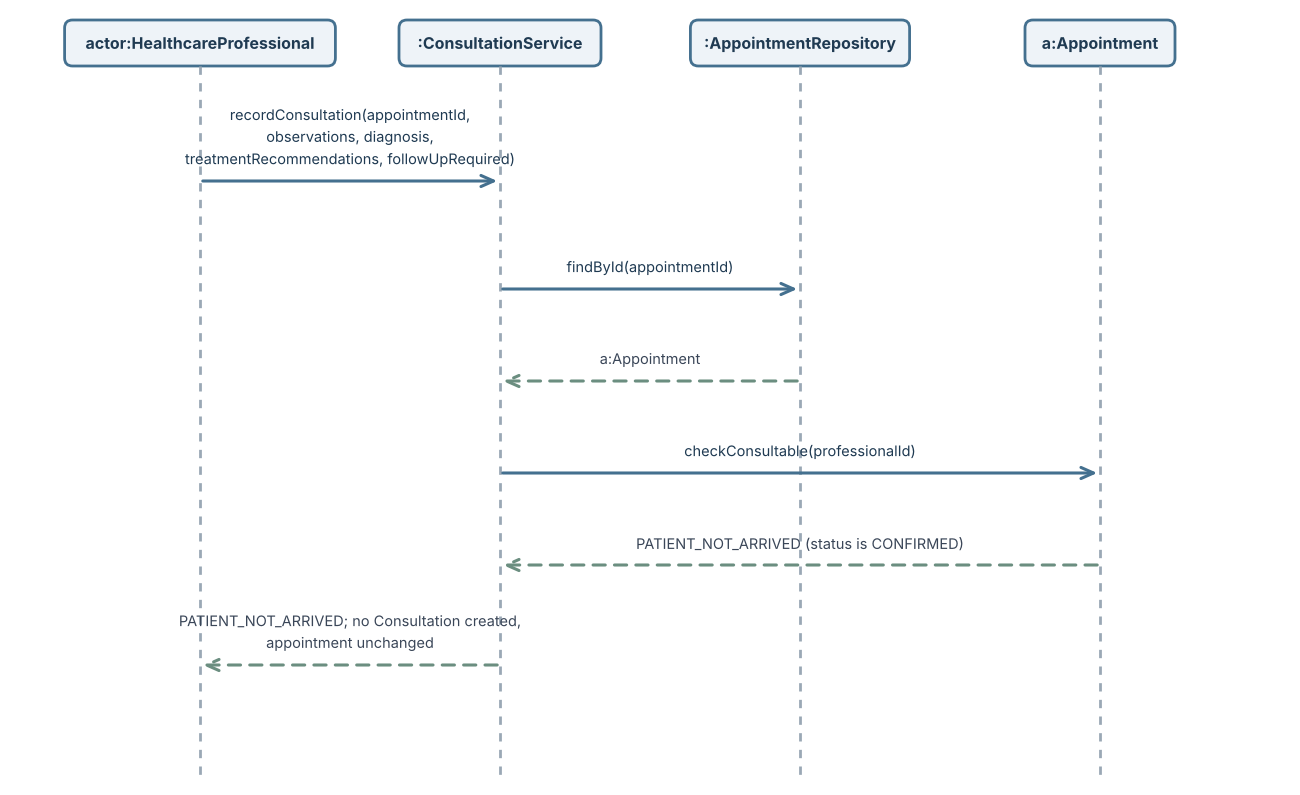 actor:HealthcareProfessional
:ConsultationService
:AppointmentRepository
a:Appointment
recordConsultation(appointmentId,
observations, diagnosis,
treatmentRecommendations, followUpRequired)
findById(appointmentId)
a:Appointment
checkConsultable(professionalId)
PATIENT_NOT_ARRIVED (status is CONFIRMED)
PATIENT_NOT_ARRIVED; no Consultation created,
appointment unchanged